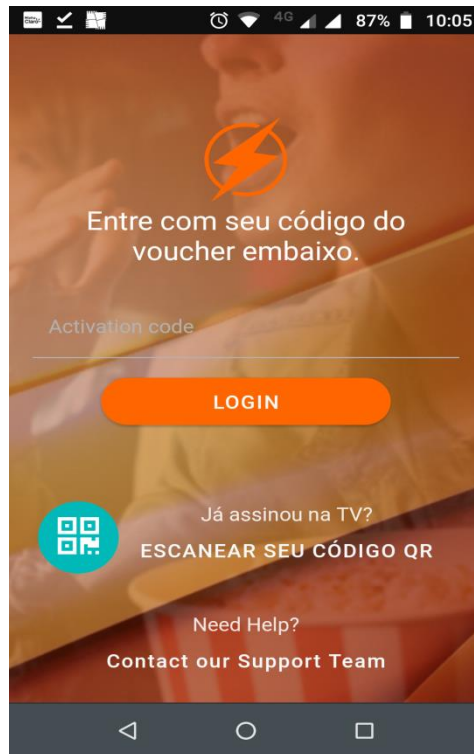 4G 87% 10:05
Entre com seu código do
voucher embaixo.
Activation code
LOGIN
Já assinou na TV?
ESCANEAR SEU CÓDIGO QR
Need Help?
Contact our Support Team